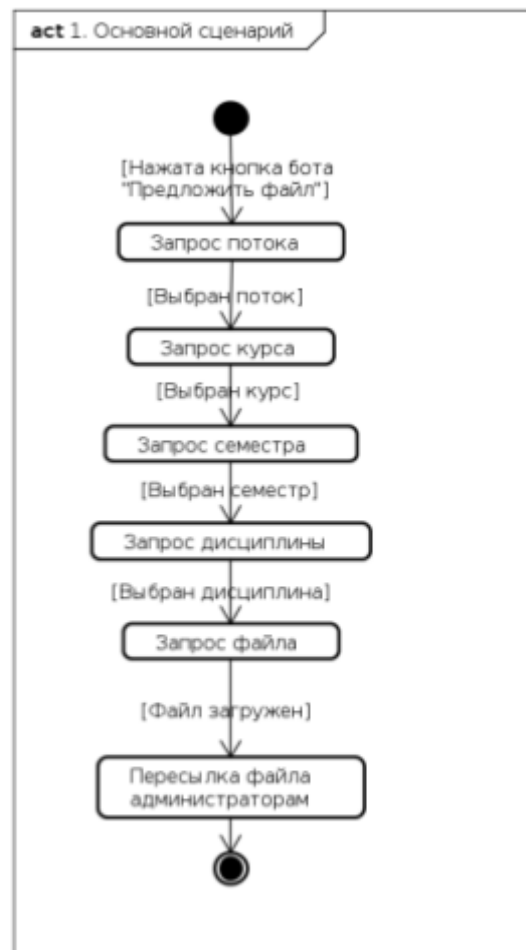 act 1. Основной сценарий
[Нажата кнопка бота
"Предложить файл"]
Запрос потока
[Выбран поток]
Запрос курса
[Выбран курс]
Запрос семестра
[Выбран семестр]
Запрос дисциплины
[Выбран дисциплина]
Запрос файла
[Файл загружен]
Пересылка файла
администраторам